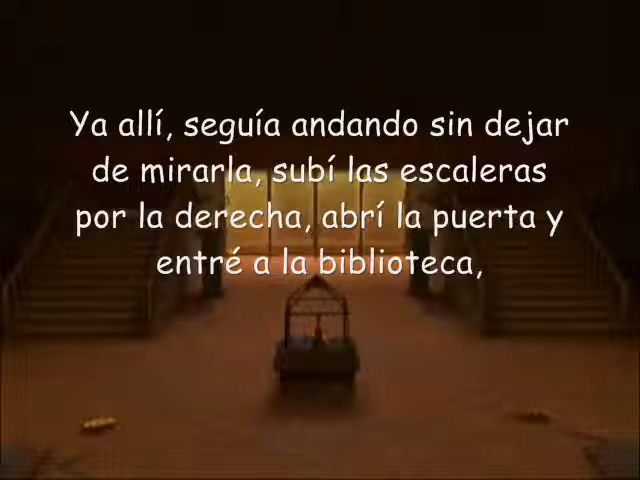 Ya allí, seguía andando sin dejar
de mirarla, subí las escaleras
por la derecha, abrí la puerta y
entré a la biblioteca,